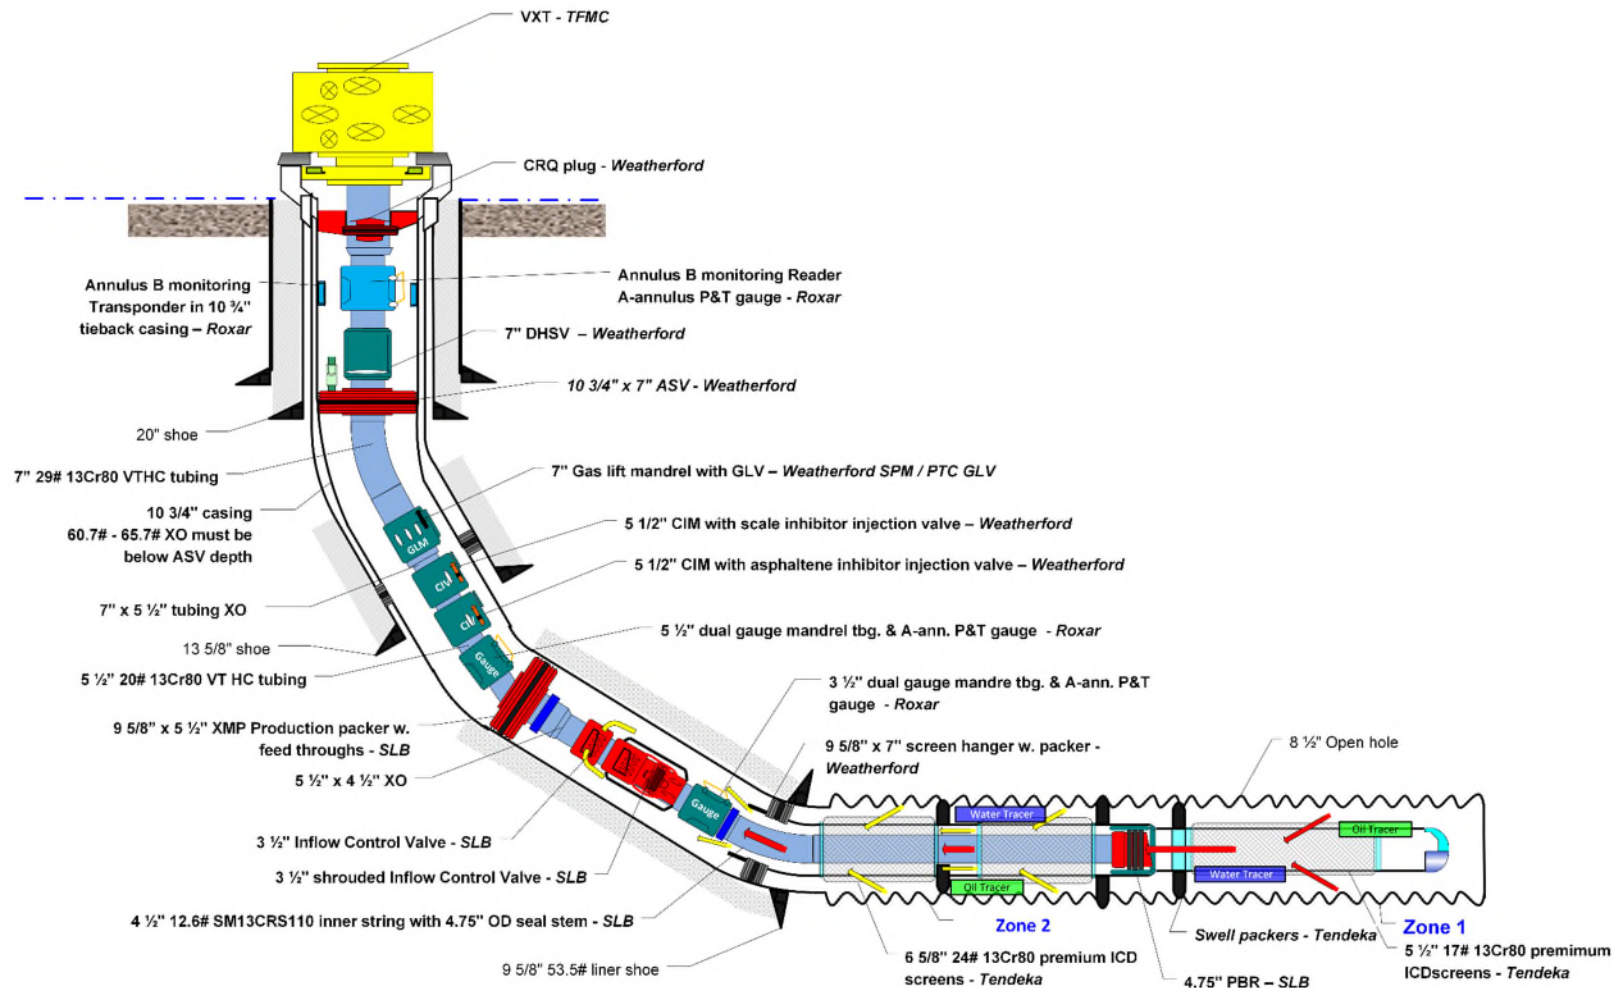 VXT - TFMC
CRQ plug - Weatherford
Annulus B monitoring
Transponder in 10 ¾"
tieback casing – Roxar
Annulus B monitoring Reader
A-annulus P&T gauge - Roxar
7" DHSV – Weatherford
10 3/4" x 7" ASV - Weatherford
20" shoe
7" 29# 13Cr80 VTHC tubing
7" Gas lift mandrel with GLV – Weatherford SPM / PTC GLV
10 3/4" casing
60.7# - 65.7# XO must be
below ASV depth
GLM
5 1/2" CIM with scale inhibitor injection valve – Weatherford
CIV
5 1/2" CIM with asphaltene inhibitor injection valve – Weatherford
7" x 5 ½" tubing XO
CIV
5 ½" dual gauge mandrel tbg. & A-ann. P&T gauge - Roxar
13 5/8" shoe
Gauge
5 ½" 20# 13Cr80 VT HC tubing
3 ½" dual gauge mandre tbg. & A-ann. P&T
gauge - Roxar
9 5/8" x 5 ½" XMP Production packer w.
feed throughs - SLB
9 5/8" x 7" screen hanger w. packer -
Weatherford
8 ½" Open hole
5 ½" x 4 ½" XO
Gauge
Water Tracer
Oil Tracer
3 ½" Inflow Control Valve - SLB
3 ½" shrouded Inflow Control Valve - SLB
Water Tracer
Oil Tracer
4 ½" 12.6# SM13CRS110 inner string with 4.75" OD seal stem - SLB
Zone 2
Swell packers - Tendeka
Zone 1
5 ½" 17# 13Cr80 premimum
ICDscreens - Tendeka
9 5/8" 53.5# liner shoe
6 5/8" 24# 13Cr80 premium ICD
screens - Tendeka
4.75" PBR – SLB